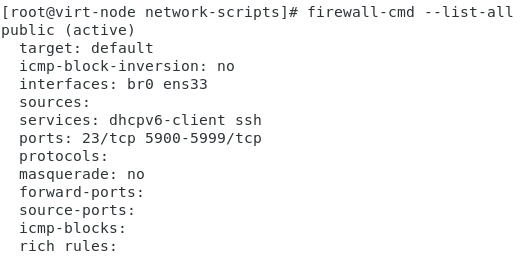 [root@virt-node network-scripts]# firewall-cmd --list-all
public (active)
  target: default
  icmp-block-inversion: no
  interfaces: br0 ens33
  sources:
  services: dhcpv6-client ssh
  ports: 23/tcp 5900-5999/tcp
  protocols:
  masquerade: no
  forward-ports:
  source-ports:
  icmp-blocks:
  rich rules: